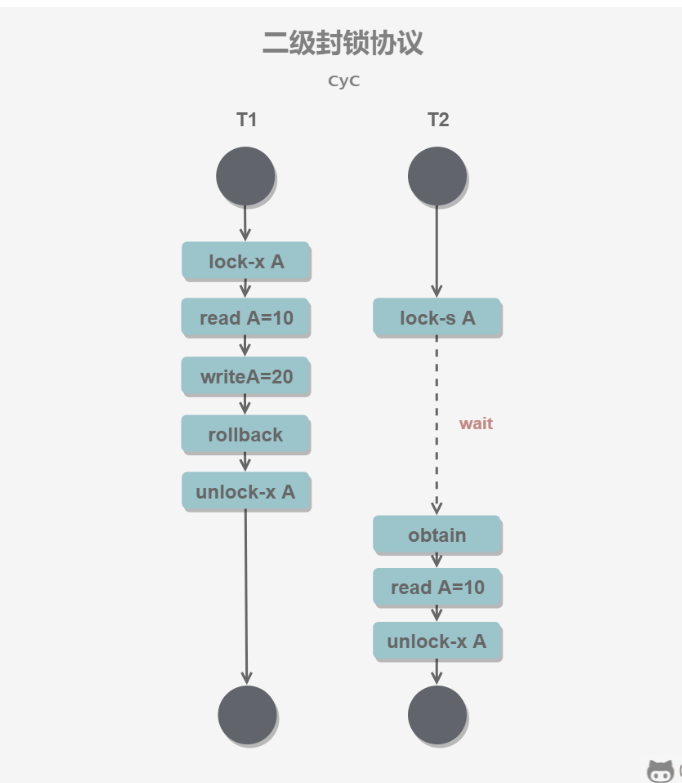 二级封锁协议
CyC
T1
T2
lock-x A
read A=10
lock-s A
writeA=20
rollback
wait
unlock-x A
obtain
read A=10
unlock-x A